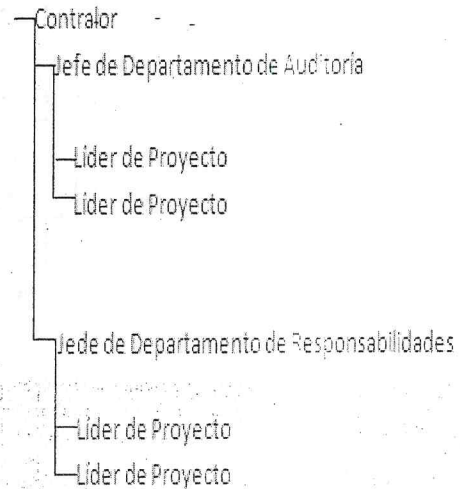 Contralor
Jefe de Departamento de Auditoría
Líder de Proyecto
Líder de Proyecto
Jede de Departamento de Responsabilidades
Líder de Proyecto
Líder de Proyecto